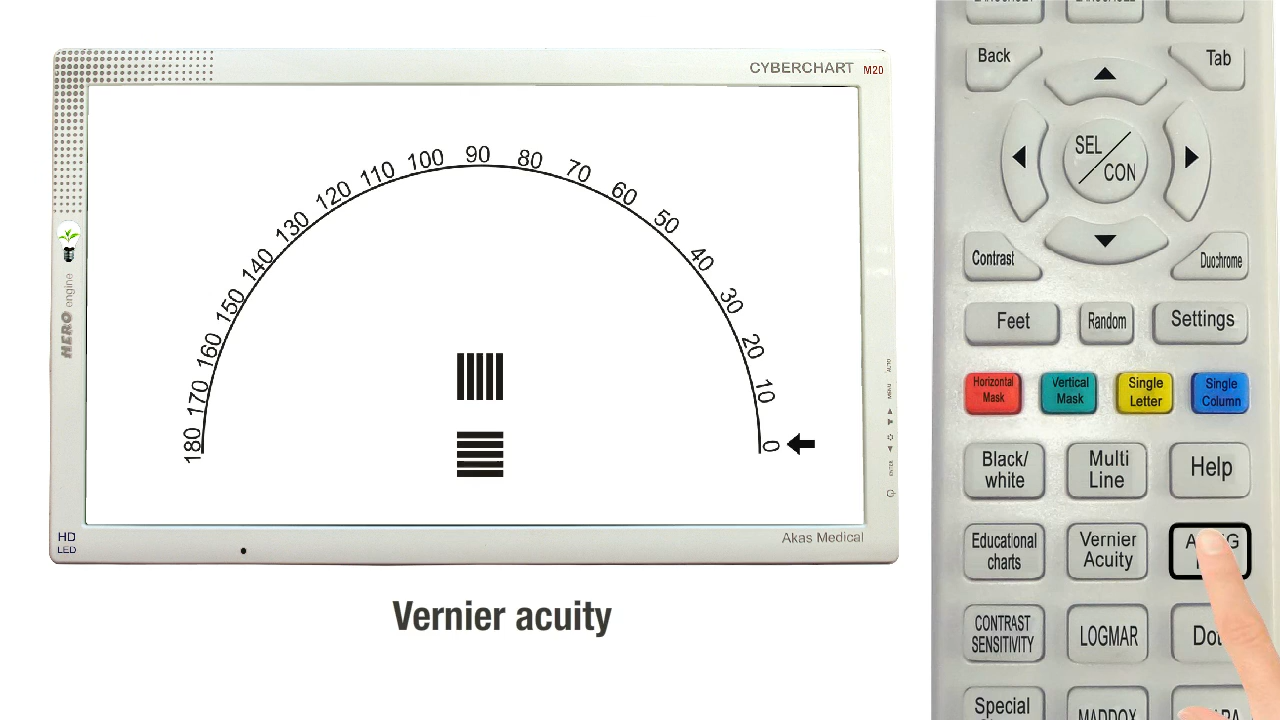 CYBERCHART M20
100 90 80
110 70
120 60
130 50
140 40
150 30
160 20
170 10
180 0
HERO engine
HD
LED
Akas Medical
Vernier acuity
Back
Tab
SEL
CON
Contrast
Duochrome
Feet
Random
Settings
Horizontal
Mask
Vertical
Mask
Single
Letter
Single
Column
Black/
white
Multi
Line
Help
Educational
charts
Vernier
Acuity
CONTRAST
SENSITIVITY
LOGMAR
Special
MADDOX